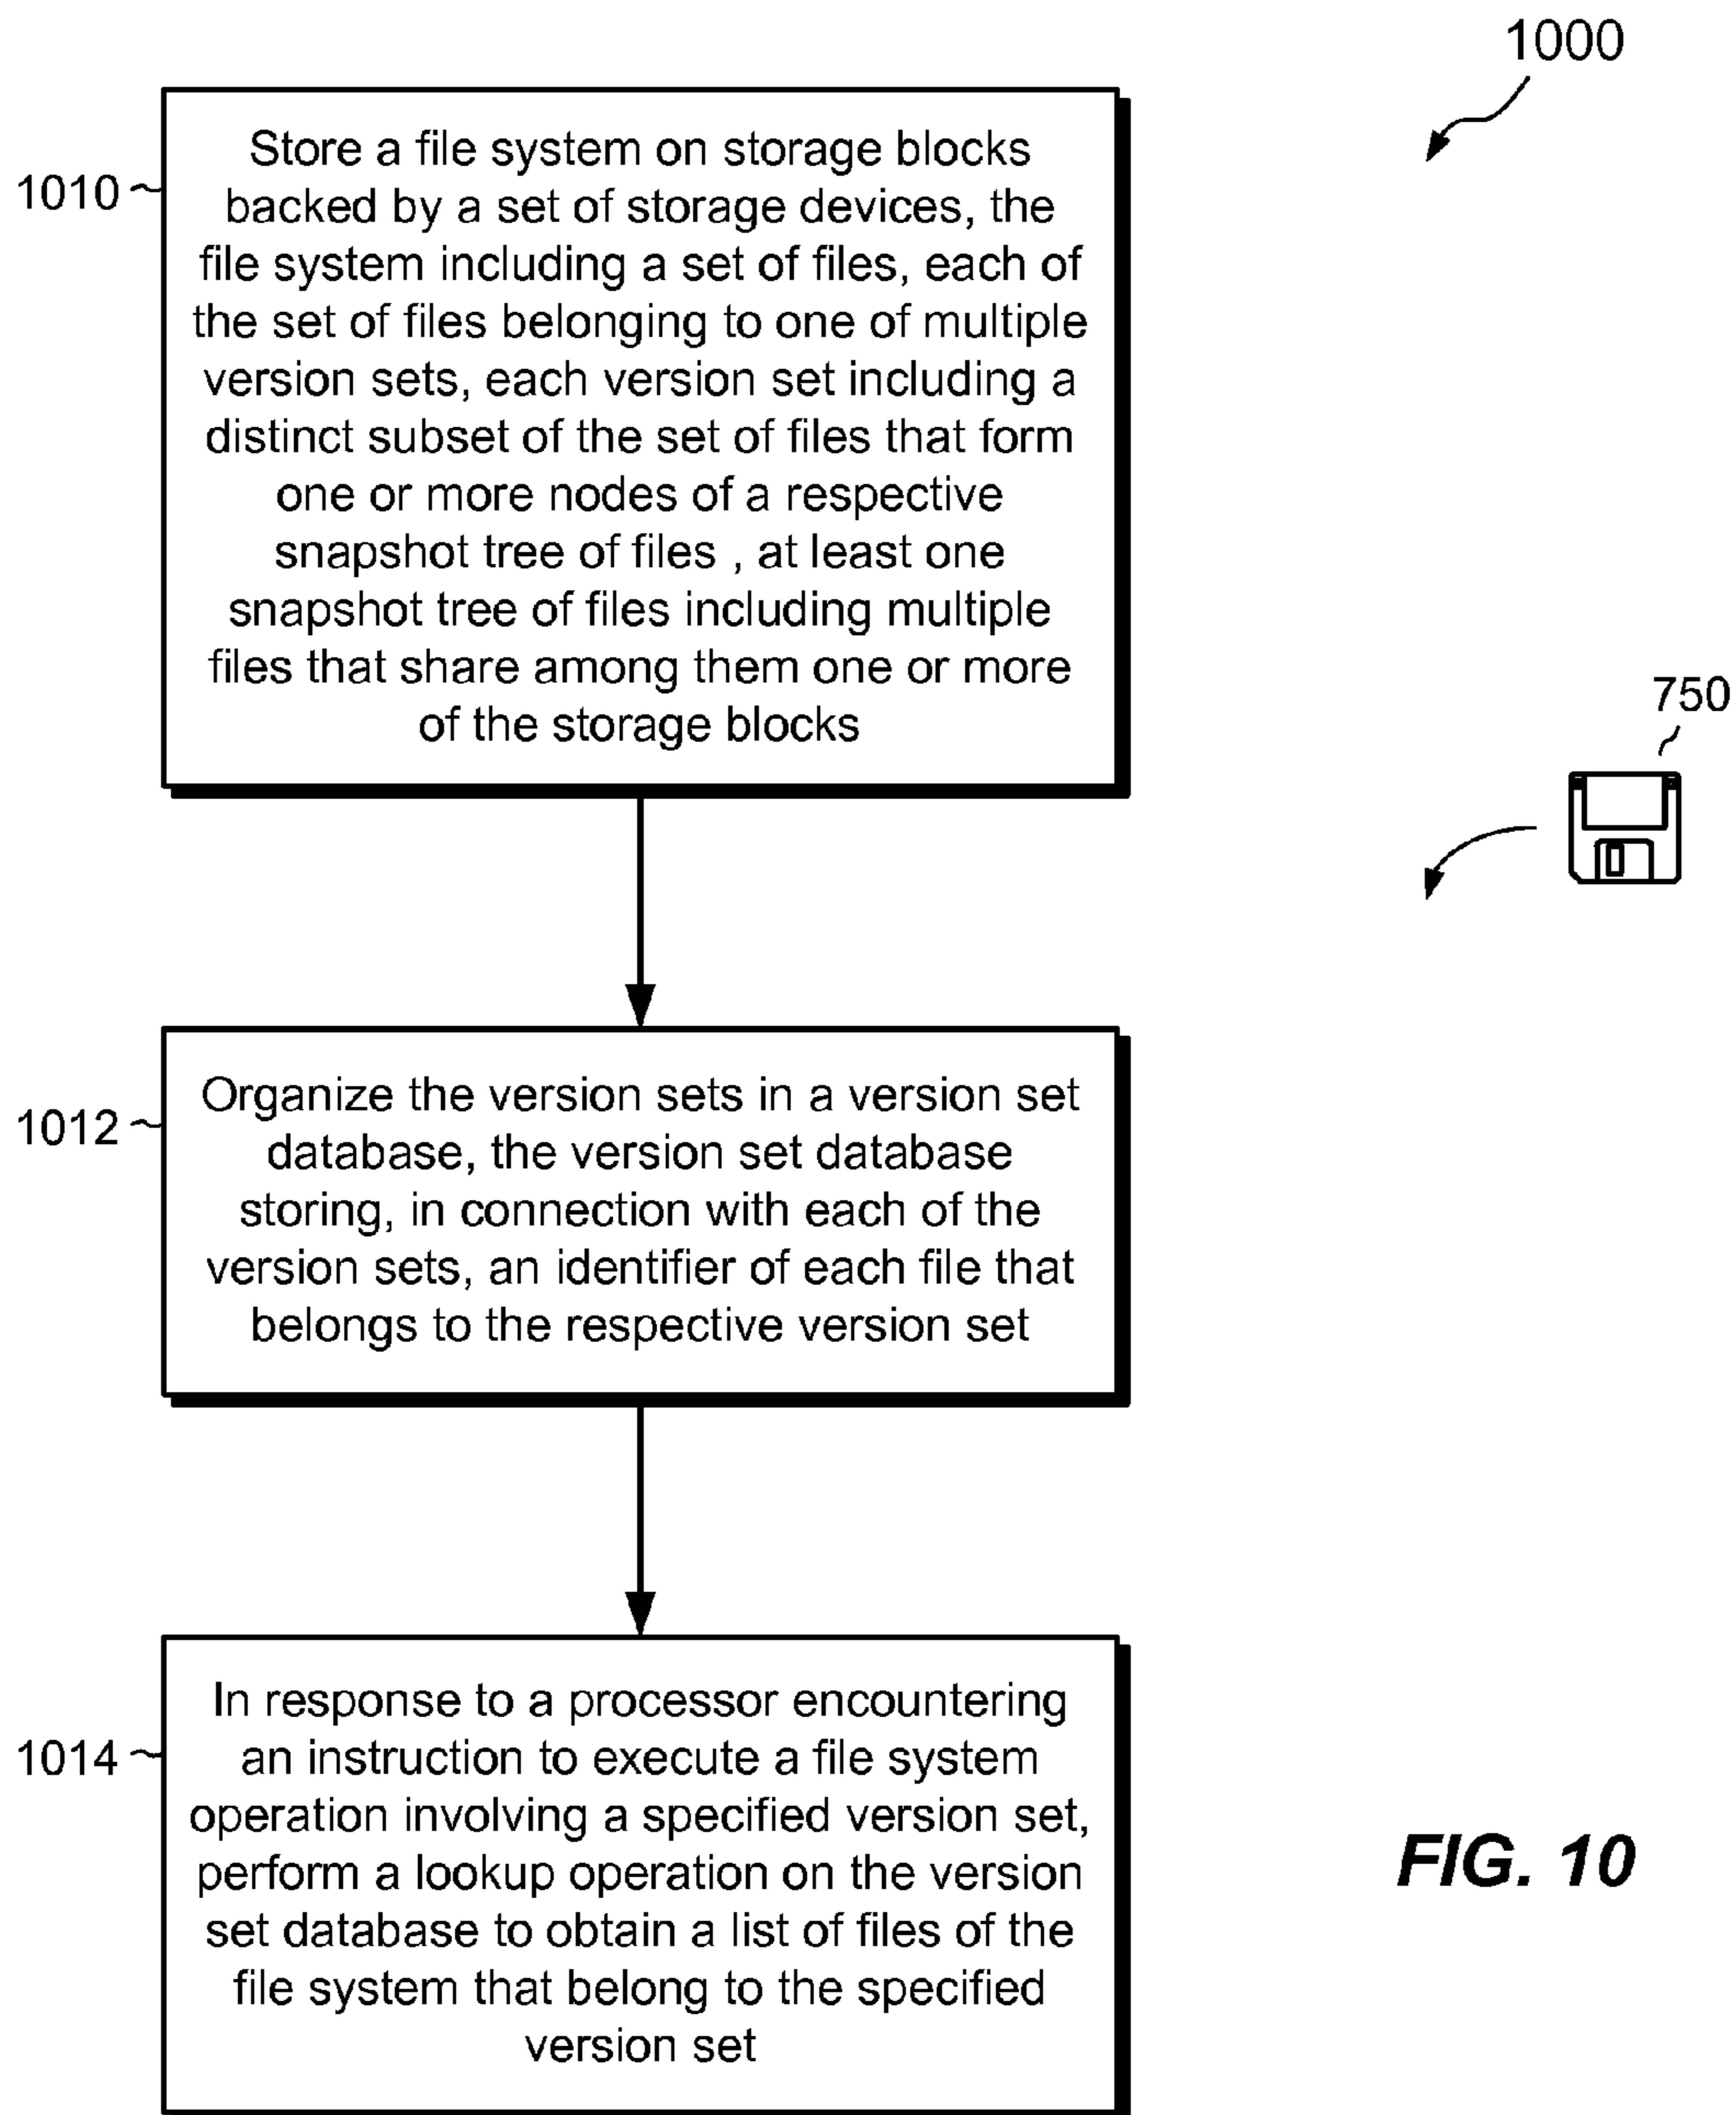 1000
1010
Store a file system on storage blocks
backed by a set of storage devices, the
file system including a set of files, each of
the set of files belonging to one of multiple
version sets, each version set including a
distinct subset of the set of files that form
one or more nodes of a respective
snapshot tree of files , at least one
snapshot tree of files including multiple
files that share among them one or more
of the storage blocks
750
1012
Organize the version sets in a version set
database, the version set database
storing, in connection with each of the
version sets, an identifier of each file that
belongs to the respective version set
1014
In response to a processor encountering
an instruction to execute a file system
operation involving a specified version set,
perform a lookup operation on the version
set database to obtain a list of files of the
file system that belong to the specified
version set
FIG. 10